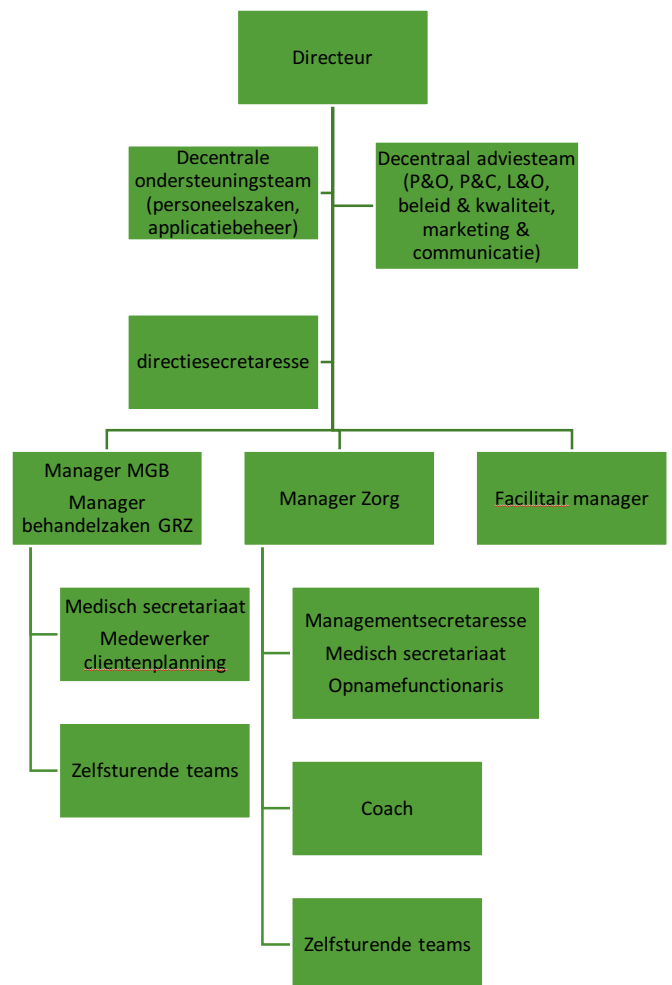 Directeur
Decentrale
ondersteuningsteam
(personeelszaken,
applicatiebeheer)
Decentraal adviesteam
(P&O, P&C, L&O,
beleid & kwaliteit,
marketing &
communicatie)
directiesecretaresse
Manager MGB
Manager
behandelzaken GRZ
Manager Zorg
Facilitair manager
Medisch secretariaat
Medewerker
clientenplanning
Zelfsturende teams
Managementsecretaresse
Medisch secretariaat
Opnamefunctionaris
Coach
Zelfsturende teams